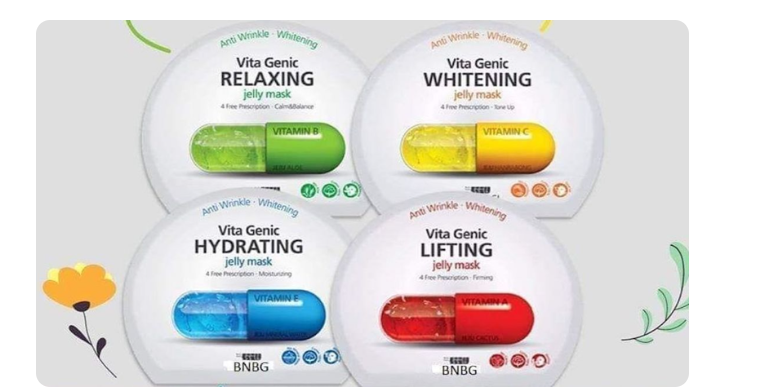 Anti Wrinkle · Whitening
Vita Genic
RELAXING
jelly mask
4 Free Prescription · Calm&Balance
VITAMIN B
Anti Wrinkle · Whitening
Vita Genic
WHITENING
jelly mask
4 Free Prescription · Tone Up
VITAMIN C
Anti Wrinkle · Whitening
Vita Genic
HYDRATING
jelly mask
4 Free Prescription · Moisturizing
VITAMIN E
BNBG
Anti Wrinkle · Whitening
Vita Genic
LIFTING
jelly mask
4 Free Prescription · Firming
VITAMIN A
BNBG